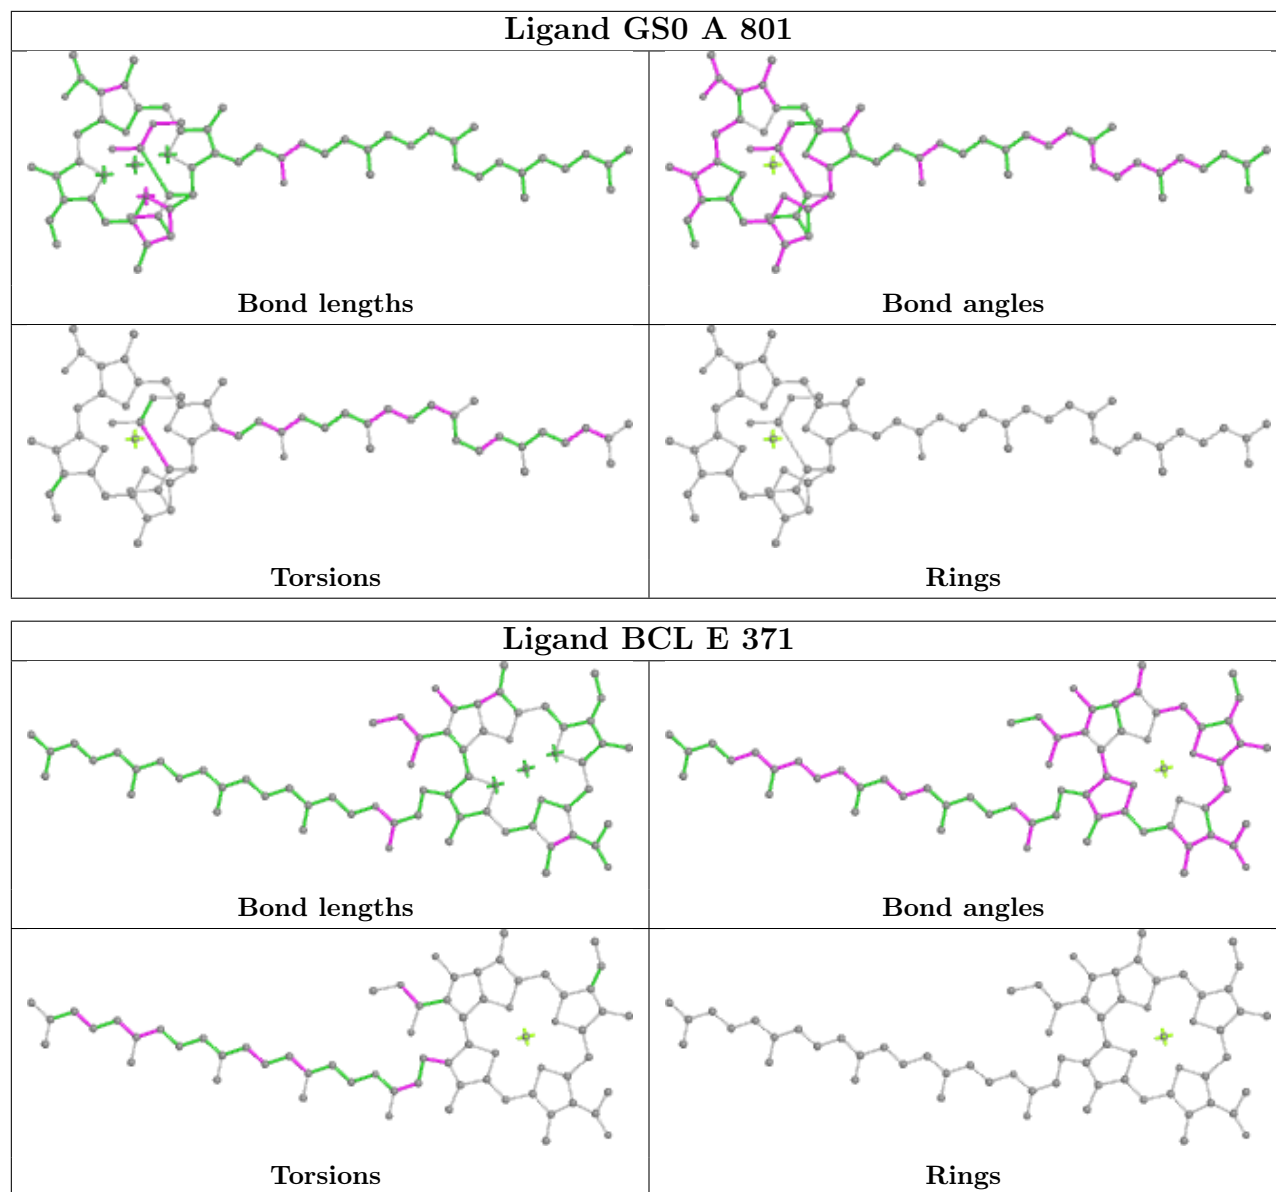 Ligand GS0 A 801
Bond lengths
Bond angles
Torsions
Rings
Ligand BCL E 371
Bond lengths
Bond angles
Torsions
Rings